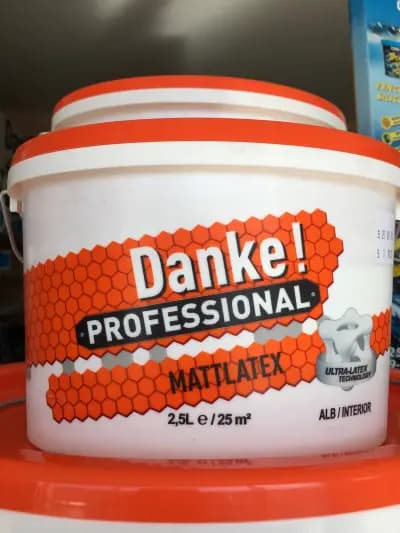 Danke!
PROFESSIONAL
MATTLATEX
ULTRA-LATEX
TECHNOLOGY
2,5L ℮ / 25 m²
ALB / INTERIOR